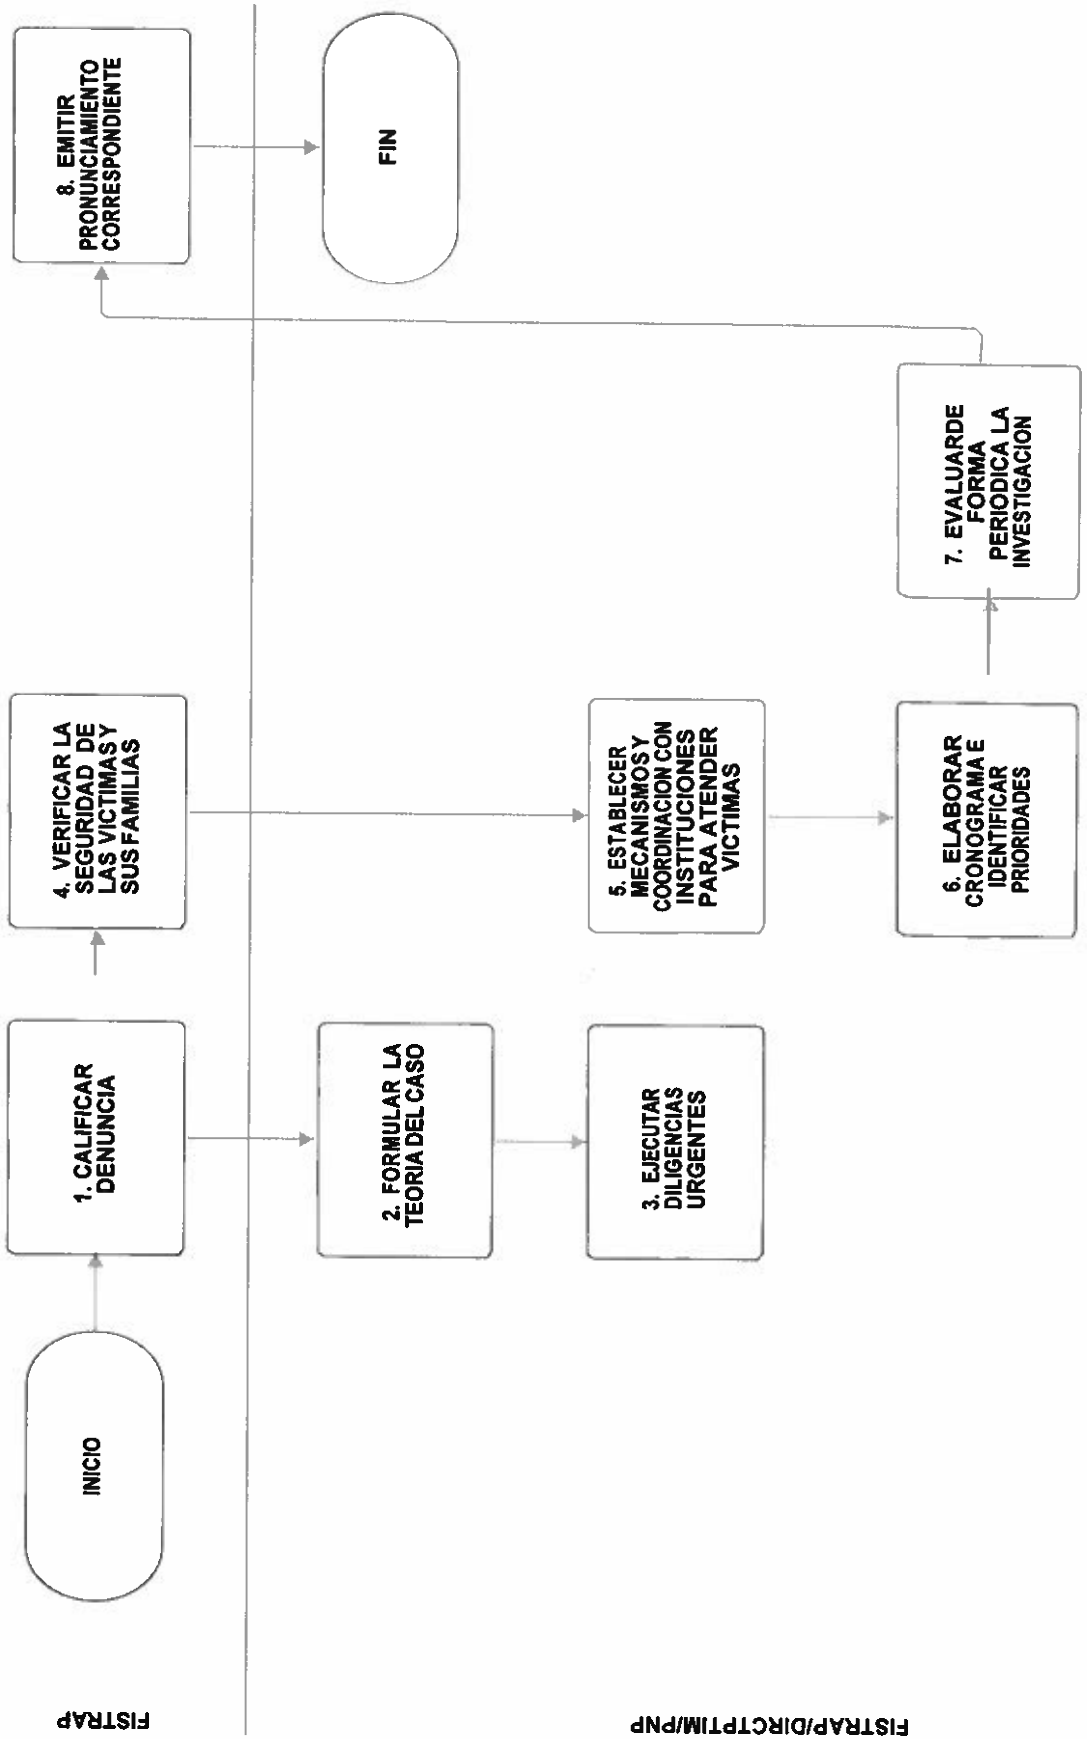 FISTRAP
INICIO
1. CALIFICAR
DENUNCIA
4. VERIFICAR LA
SEGURIDAD DE
LAS VICTIMAS Y
SUS FAMILIAS
8. EMITIR
PRONUNCIAMIENTO
CORRESPONDIENTE
FISTRAP/DIRCTPTIM/PNP
2. FORMULAR LA
TEORIA DEL CASO
3. EJECUTAR
DILIGENCIAS
URGENTES
5. ESTABLECER
MECANISMOS Y
COORDINACION CON
INSTITUCIONES
PARA ATENDER
VICTIMAS
6. ELABORAR
CRONOGRAMA E
IDENTIFICAR
PRIORIDADES
7. EVALUARDE
FORMA
PERIODICA LA
INVESTIGACION
FIN